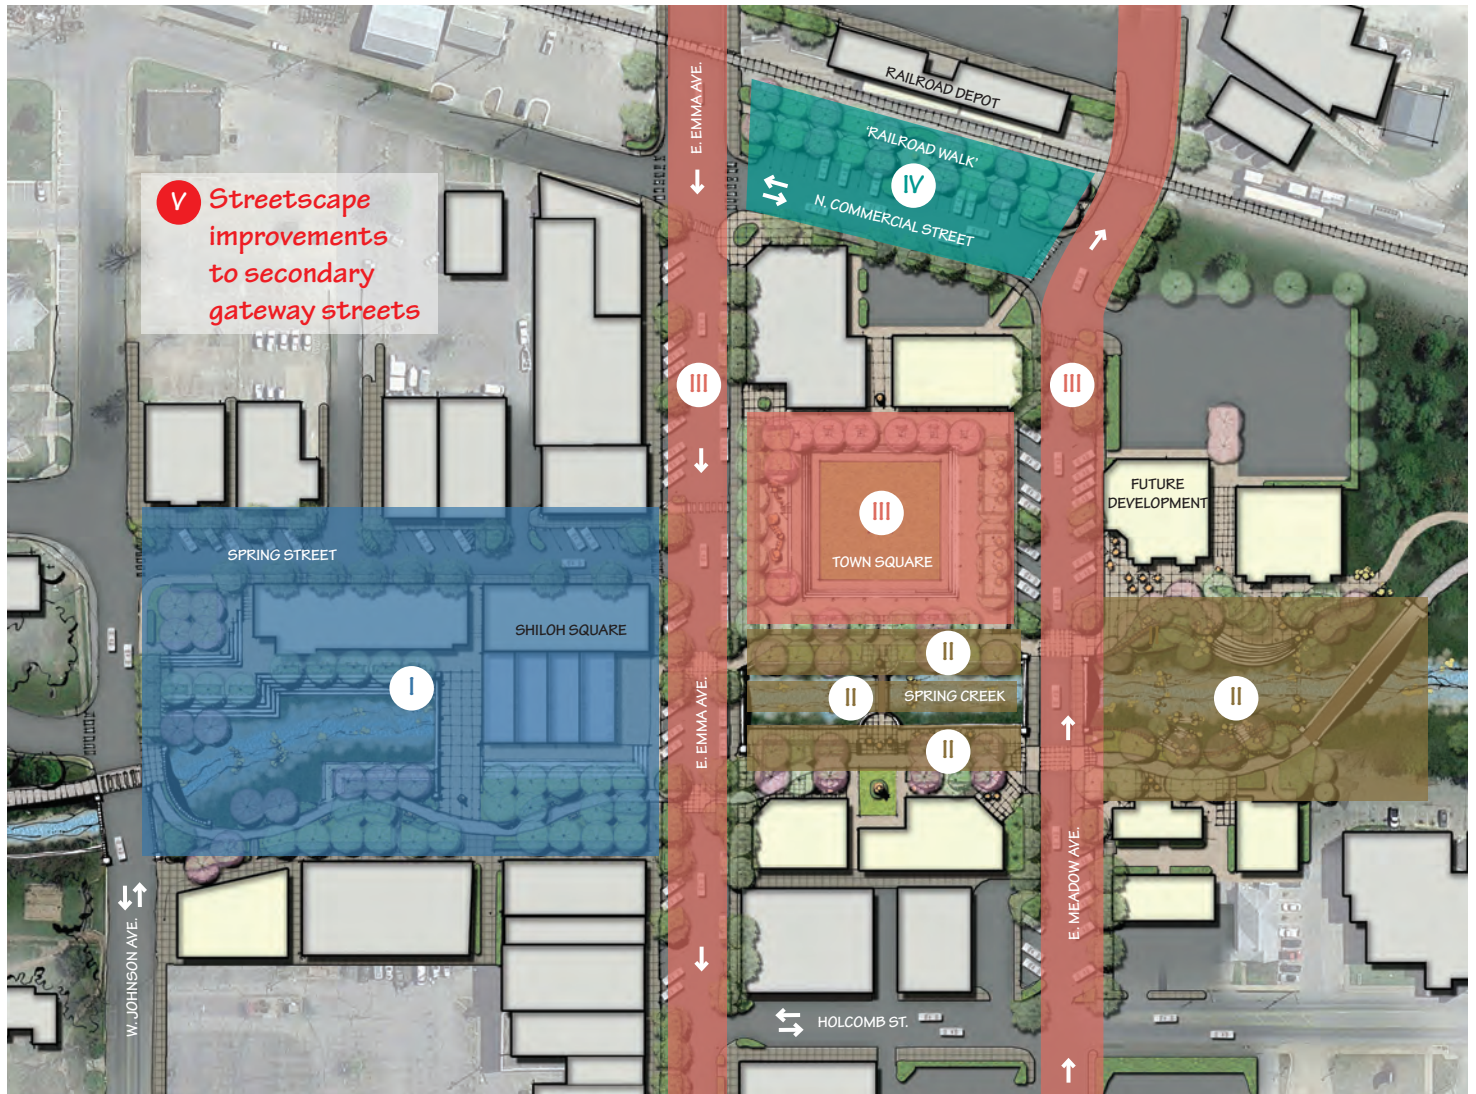 E. EMMA AVE.
RAILROAD DEPOT
'RAILROAD WALK'
IV
N. COMMERCIAL STREET
V Streetscape
improvements
to secondary
gateway streets
III
III
FUTURE
DEVELOPMENT
III
TOWN SQUARE
SPRING STREET
SHILOH SQUARE
I
II
II
SPRING CREEK
II
II
E. EMMA AVE.
E. MEADOW AVE.
W. JOHNSON AVE.
HOLCOMB ST.